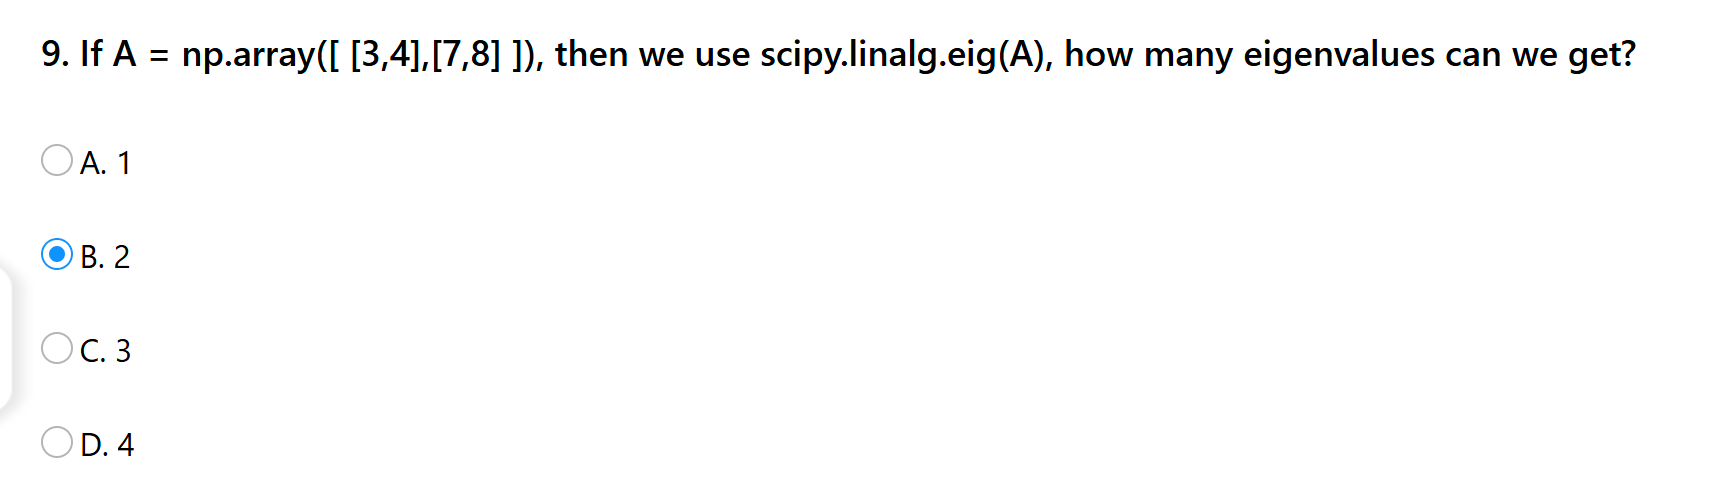 9. If A = np.array([ [3,4],[7,8] ]), then we use scipy.linalg.eig(A), how many eigenvalues can we get?
A. 1
B. 2
C. 3
D. 4